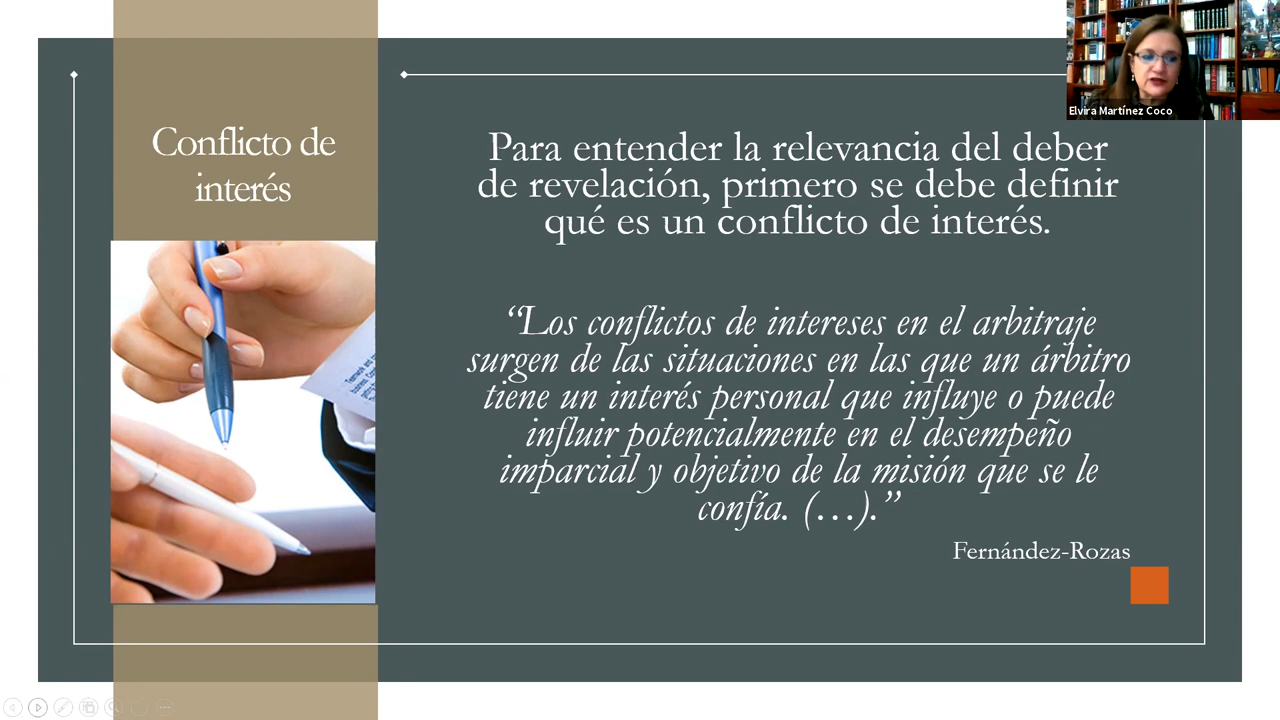 Elvira Martínez Coco
Conflicto de
interés
Para entender la relevancia del deber
de revelación, primero se debe definir
qué es un conflicto de interés.
“Los conflictos de intereses en el arbitraje
surgen de las situaciones en las que un árbitro
tiene un interés personal que influye o puede
influir potencialmente en el desempeño
imparcial y objetivo de la misión que se le
confía. (…).”
Fernández-Rozas